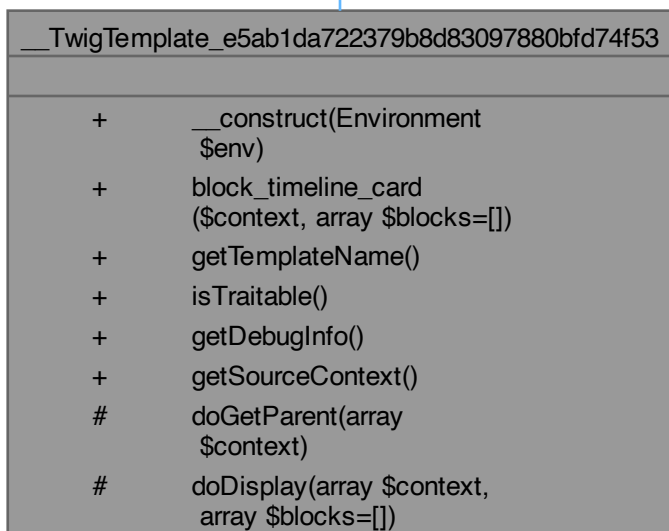 __TwigTemplate_e5ab1da722379b8d83097880bfd74f53
+ __construct(Environment
$env)
+ block_timeline_card
($context, array $blocks=[])
+ getTemplateName()
+ isTraitable()
+ getDebugInfo()
+ getSourceContext()
# doGetParent(array
$context)
# doDisplay(array $context,
array $blocks=[])